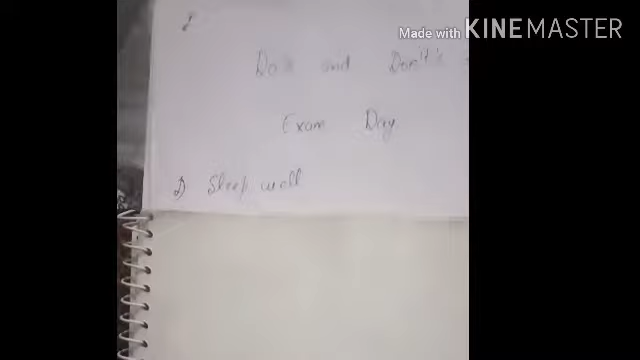 Made with KINEMASTER
Do's and Don't's
Exam Day
1) Sleep well